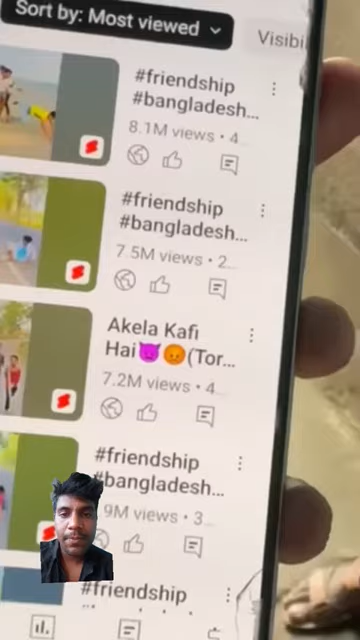 Sort by: Most viewed
#friendship
#bangladesh...
8.1M views • 4...
#friendship
#bangladesh...
7.5M views • 2...
Akela Kafi
Hai😈😡(Tor...
7.2M views • 4...
#friendship
#bangladesh...
9M views • 3...
#friendship